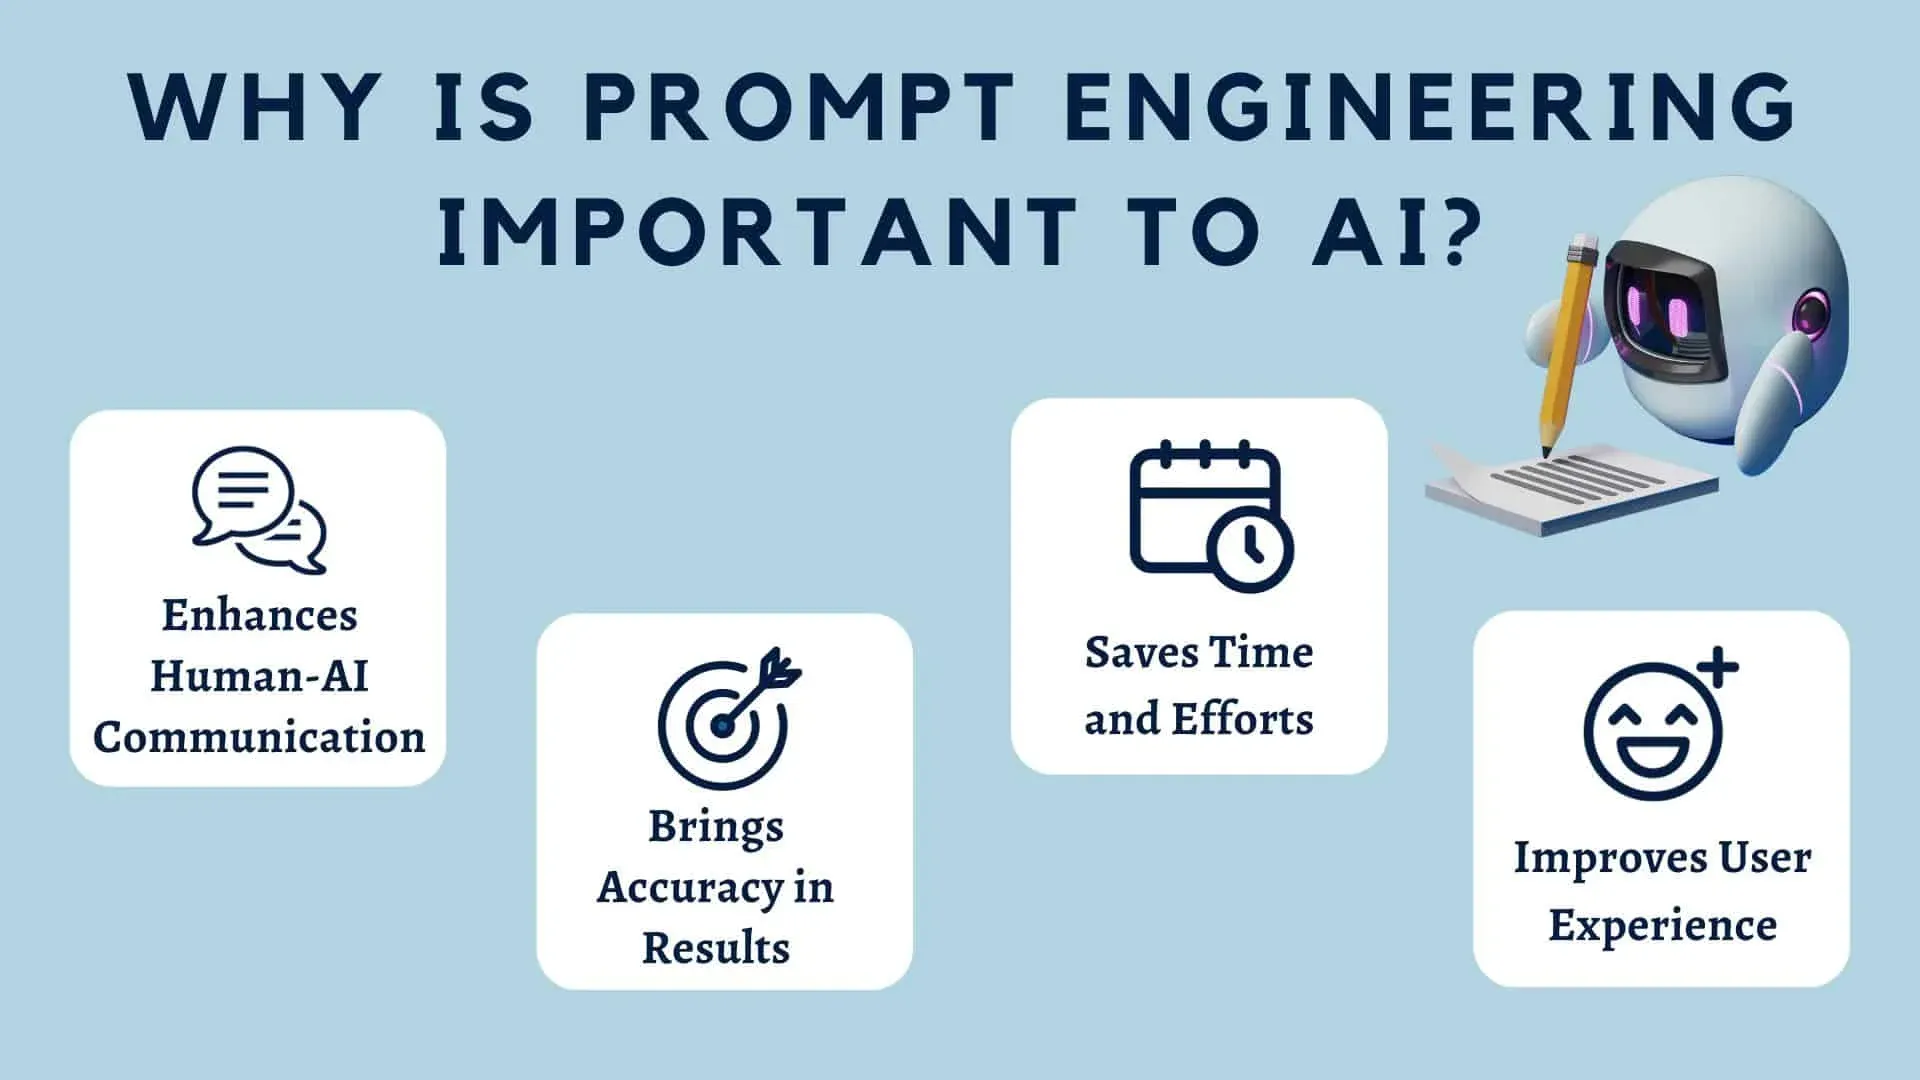 WHY IS PROMPT ENGINEERING
IMPORTANT TO AI?
Enhances
Human-AI
Communication
Brings
Accuracy in
Results
Saves Time
and Efforts
Improves User
Experience